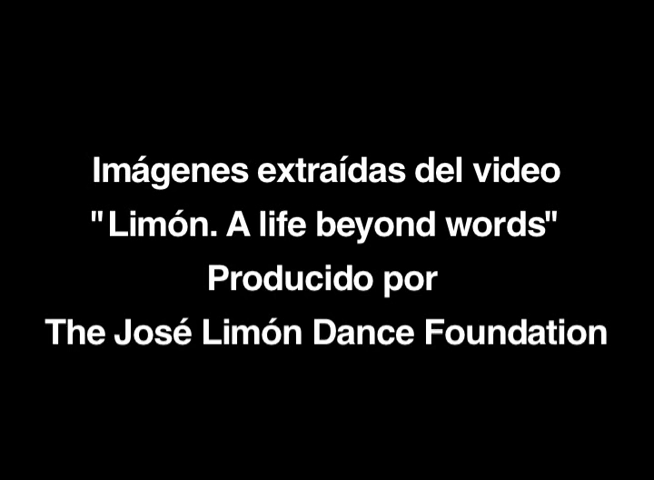 Imágenes extraídas del video
"Limón. A life beyond words"
Producido por
The José Limón Dance Foundation